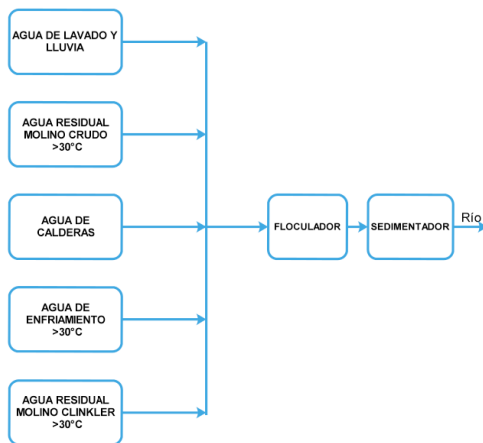 AGUA DE LAVADO Y
LLUVIA
AGUA RESIDUAL
MOLINO CRUDO
>30°C
AGUA DE
CALDERAS
FLOCULADOR
SEDIMENTADOR
Río
AGUA DE
ENFRIAMIENTO
>30°C
AGUA RESIDUAL
MOLINO CLINKLER
>30°C